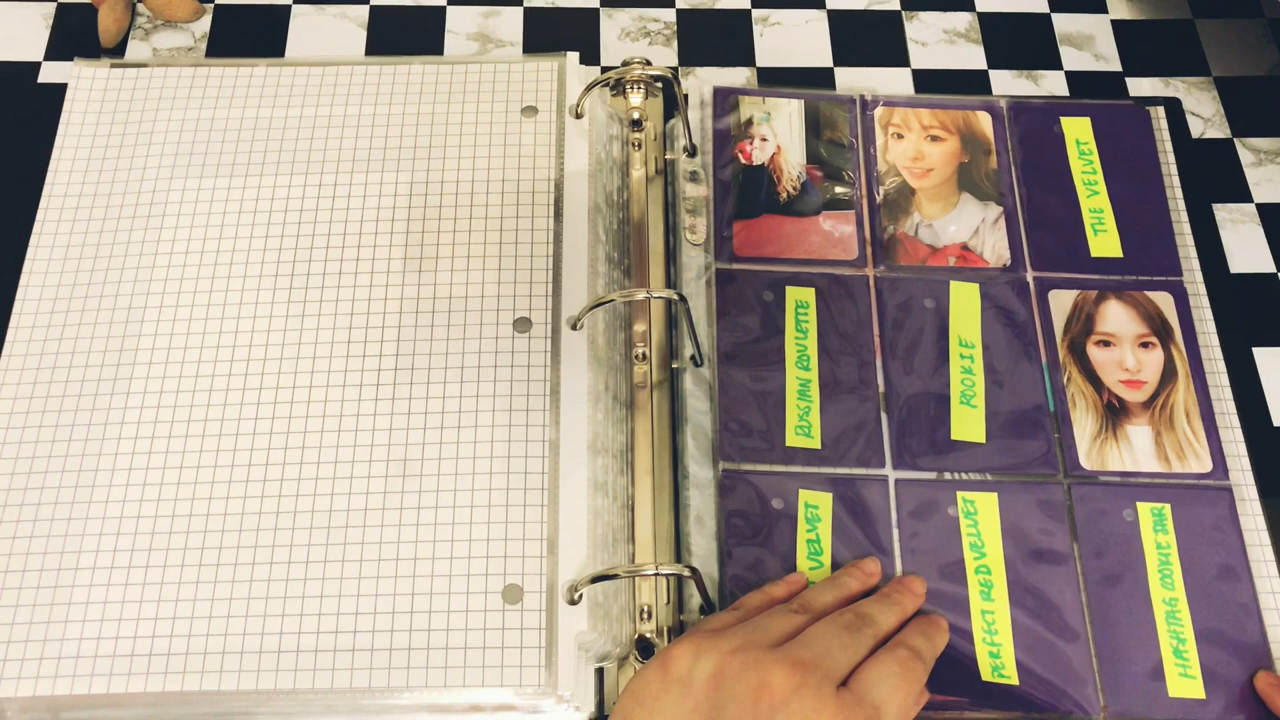 THE VELVET
RUSSIAN ROULETTE
ROOKIE
VELVET
PERFECT RED VELVET
HASHTAG COOKIE JAR